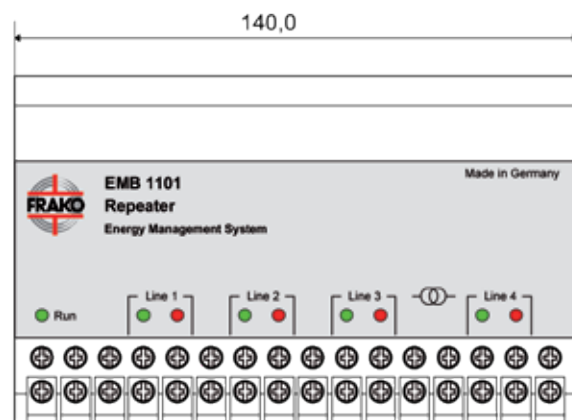 140,0
Made in Germany
FRAKO
EMB 1101
Repeater
Energy Management System
Run
Line 1
Line 2
Line 3
Line 4